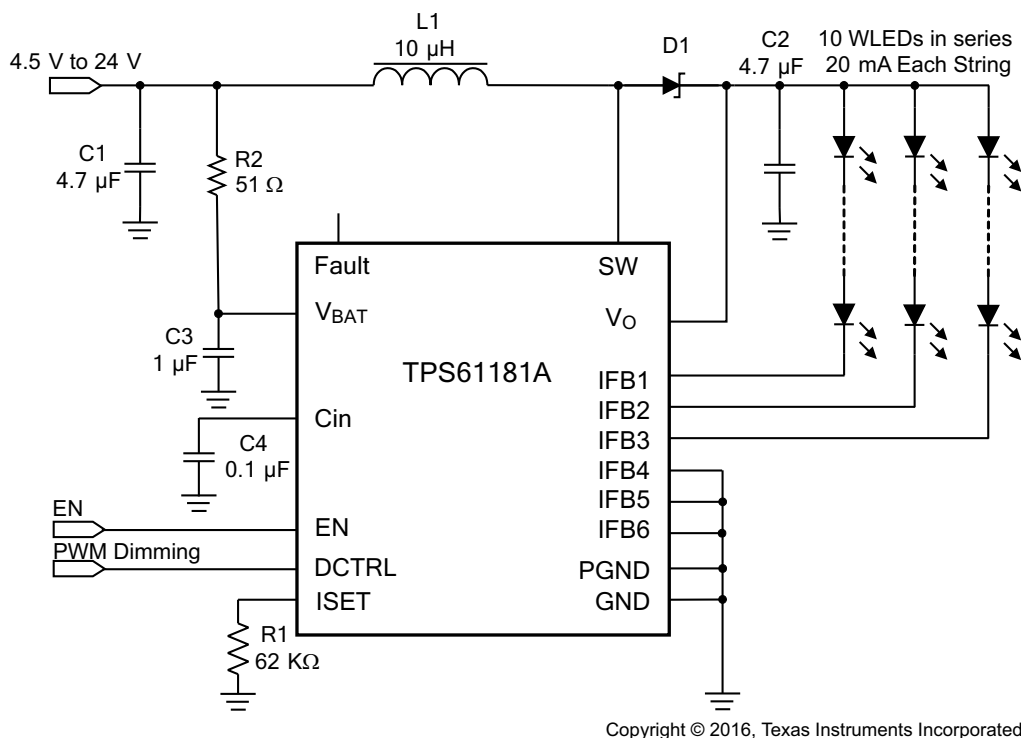 L1
10 µH
4.5 V to 24 V
D1
C2
4.7 µF
10 WLEDs in series
20 mA Each String
C1
4.7 µF
R2
51 Ω
Fault
SW
VBAT
VO
C3
1 µF
TPS61181A
IFB1
IFB2
IFB3
IFB4
IFB5
IFB6
Cin
C4
0.1 µF
EN
EN
PWM Dimming
DCTRL
PGND
ISET
GND
R1
62 KΩ
Copyright © 2016, Texas Instruments Incorporated